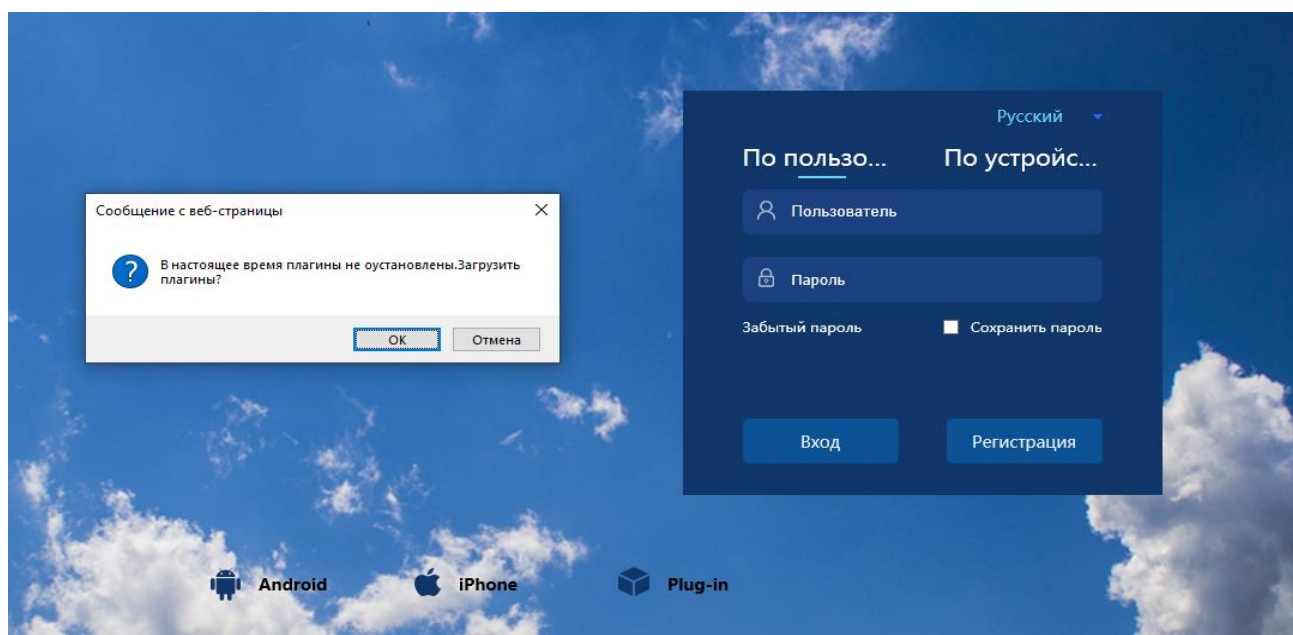 Русский
По пользо...
По устройс...
Сообщение с веб-страницы
Пользователь
В настоящее время плагины не оустановлены.Загрузить
плагины?
Пароль
Забытый пароль
Сохранить пароль
ОК
Отмена
Вход
Регистрация
Android
iPhone
Plug-in